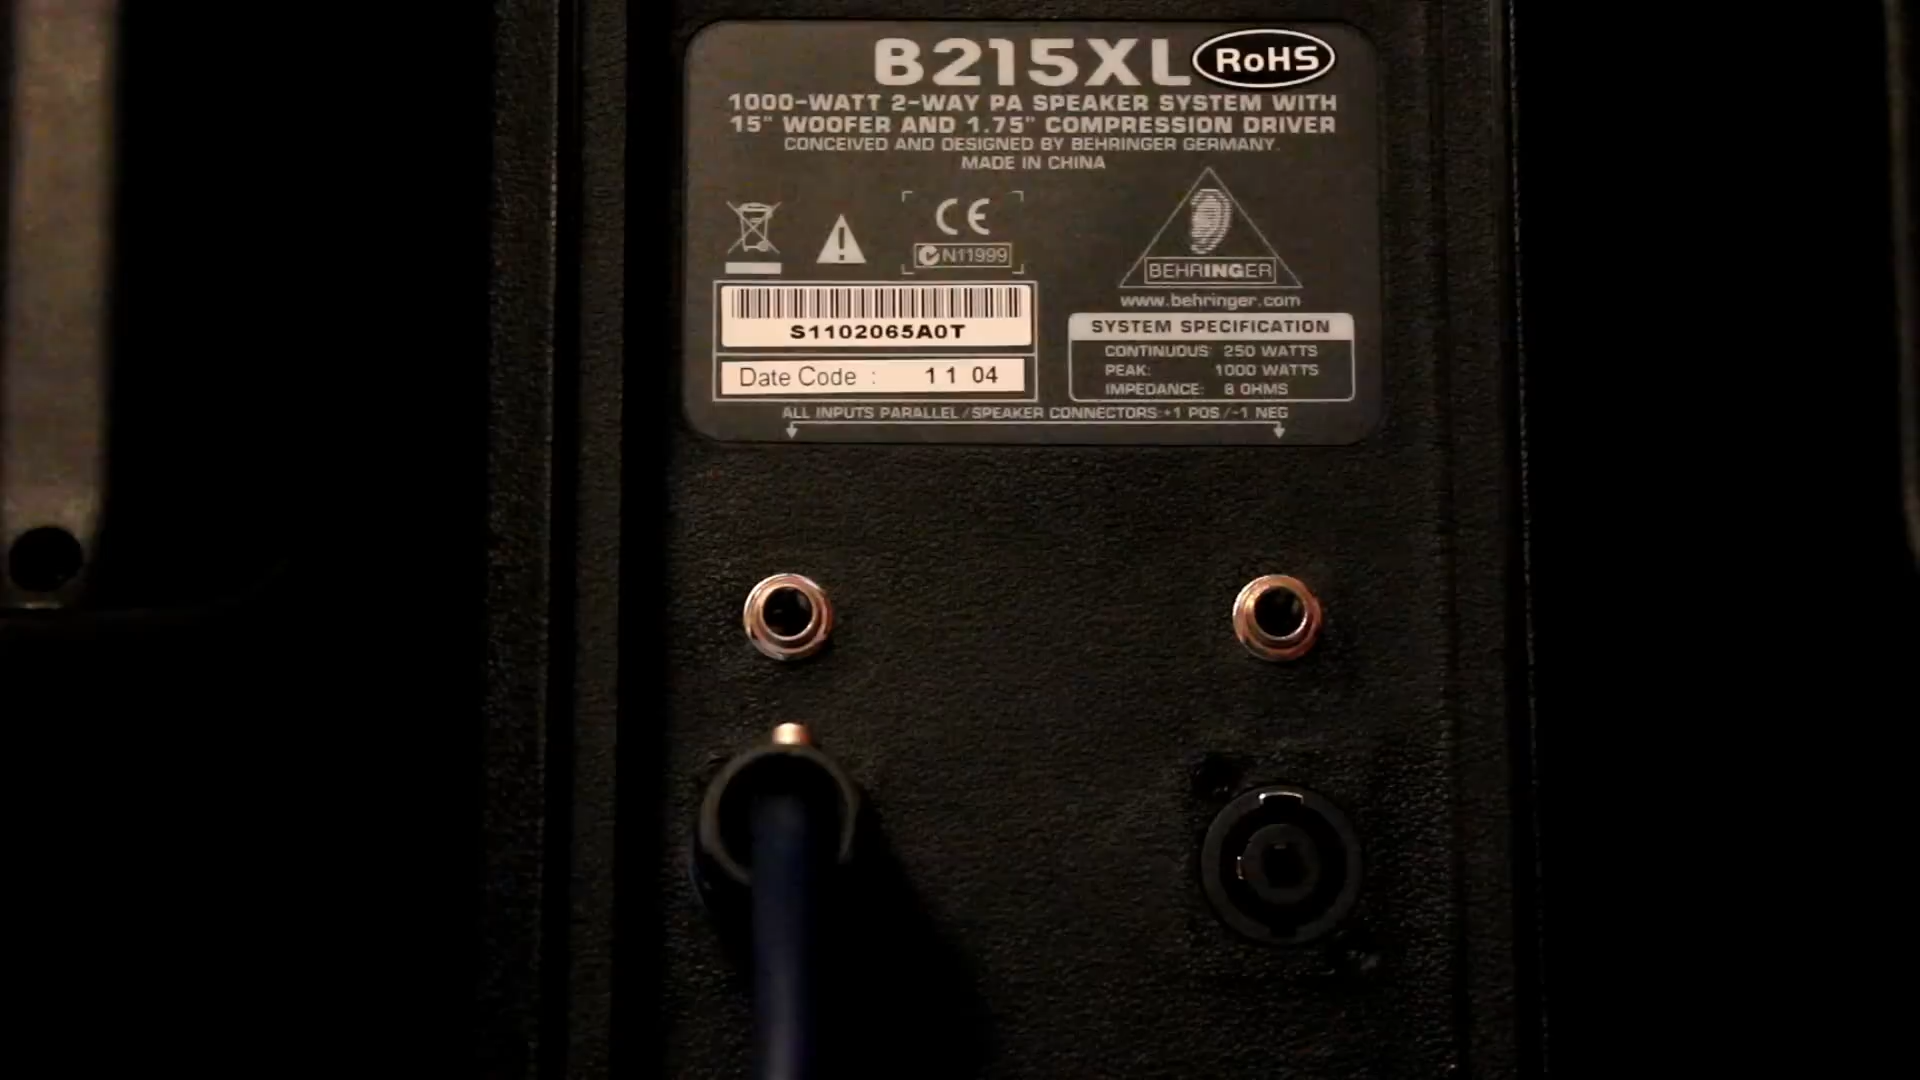 B215XL RoHS
1000-WATT 2-WAY PA SPEAKER SYSTEM WITH
15" WOOFER AND 1.75" COMPRESSION DRIVER
CONCEIVED AND DESIGNED BY BEHRINGER GERMANY.
MADE IN CHINA
CE
N11999
BEHRINGER
www.behringer.com
S1102065A0T
Date Code : 11 04
SYSTEM SPECIFICATION
CONTINUOUS: 250 WATTS
PEAK: 1000 WATTS
IMPEDANCE: 8 OHMS
ALL INPUTS PARALLEL/SPEAKER CONNECTORS:+1 POS/-1 NEG